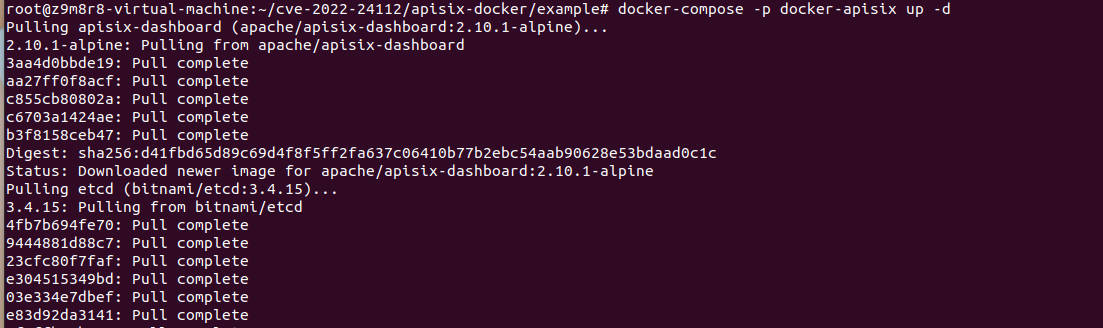 root@z9m8r8-virtual-machine:~/cve-2022-24112/apisix-docker/example# docker-compose -p docker-apisix up -d
Pulling apisix-dashboard (apache/apisix-dashboard:2.10.1-alpine)...
2.10.1-alpine: Pulling from apache/apisix-dashboard
3aa4d0bbde19: Pull complete
aa27ff0f8acf: Pull complete
c855cb80802a: Pull complete
c6703a1424ae: Pull complete
b3f8158ceb47: Pull complete
Digest: sha256:d41fbd65d89c69d4f8f5ff2fa637c06410b77b2ebc54aab90628e53bdaad0c1c
Status: Downloaded newer image for apache/apisix-dashboard:2.10.1-alpine
Pulling etcd (bitnami/etcd:3.4.15)...
3.4.15: Pulling from bitnami/etcd
4fb7b694fe70: Pull complete
9444881d88c7: Pull complete
23cfc80f7faf: Pull complete
e304515349bd: Pull complete
03e334e7dbef: Pull complete
e83d92da3141: Pull complete